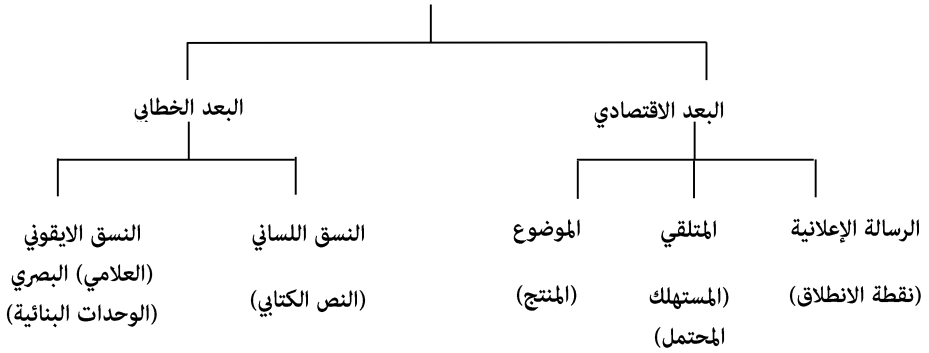 البعد الاقتصادي
البعد الخطابي
الرسالة الإعلانية
(نقطة الانطلاق)
المتلقي
(المستهلك
المحتمل)
الموضوع
(المنتج)
النسق اللساني
(النص الكتابي)
النسق الايقوني
(العلامي) البصري
(الوحدات البنائية)